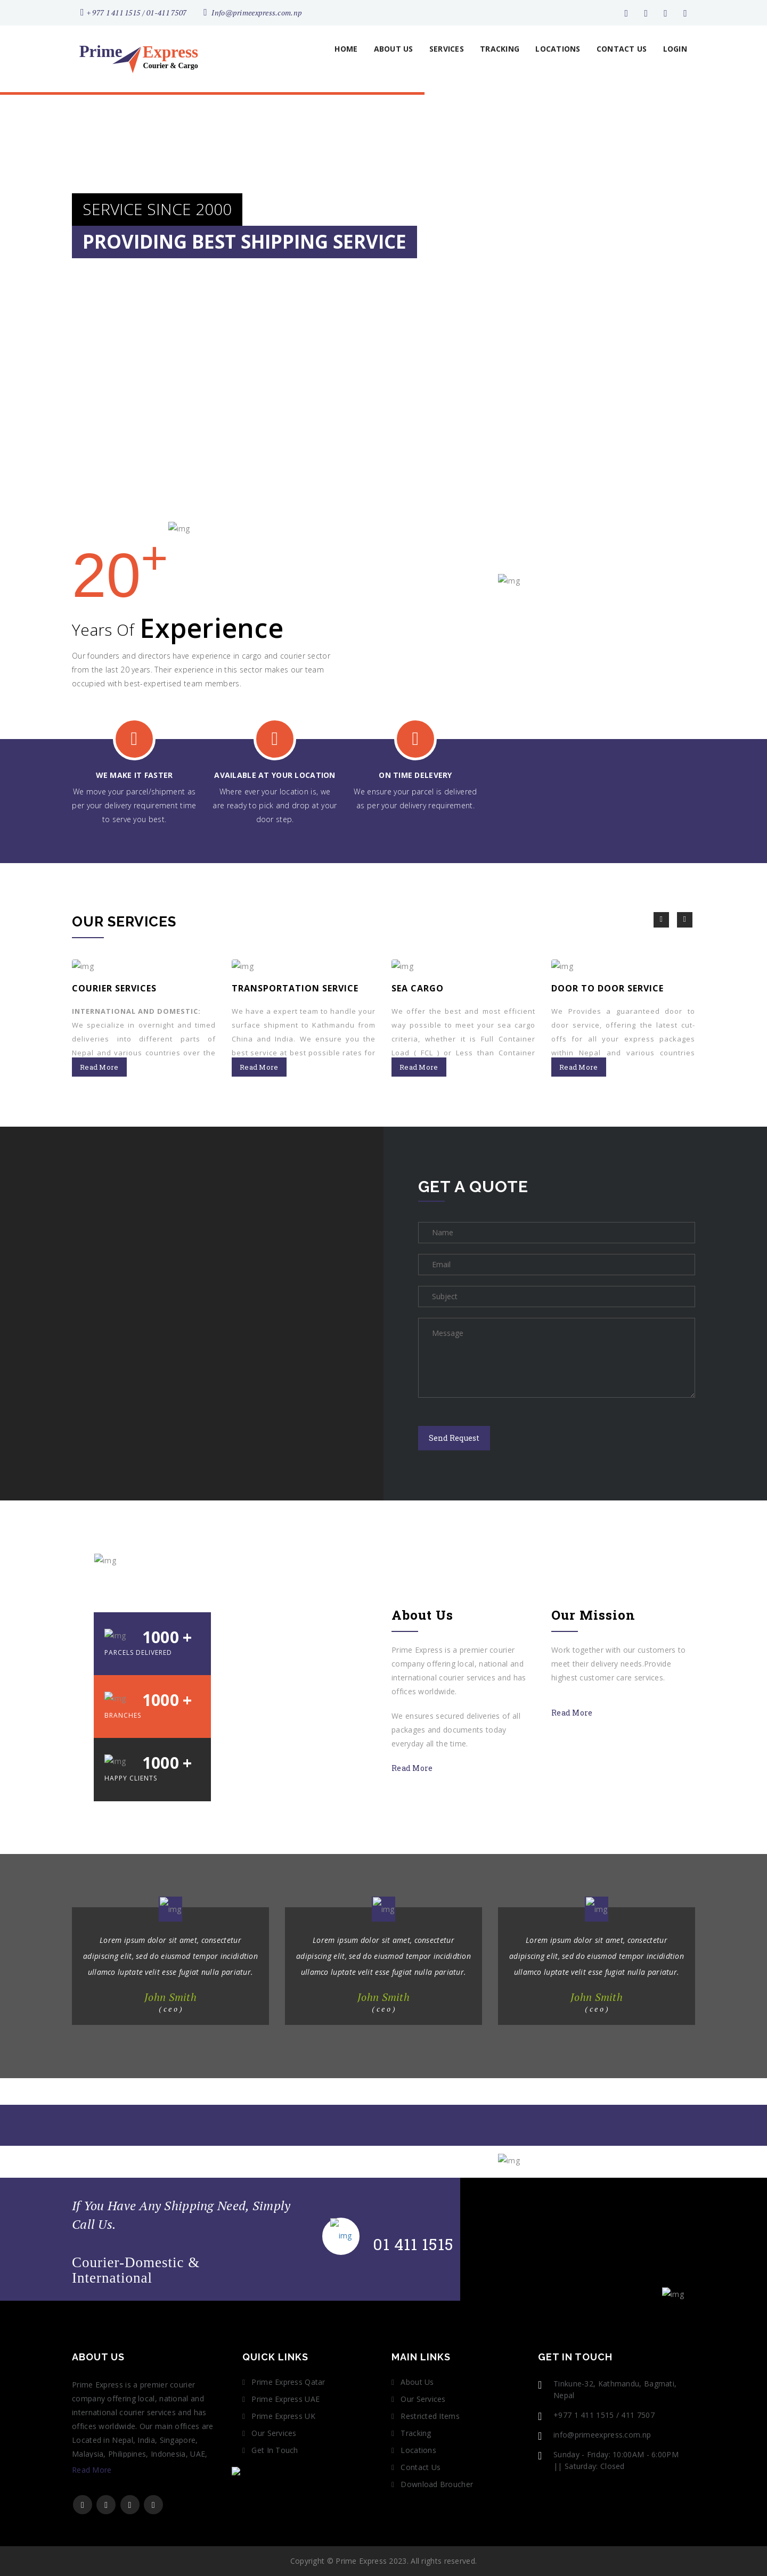 +977 1 411 1515 / 01-411 7507 Info@primeexpress.com.np
Prime Express
Courier & Cargo
HOME ABOUT US SERVICES TRACKING LOCATIONS CONTACT US LOGIN
SERVICE SINCE 2000
PROVIDING BEST SHIPPING SERVICE
img
20+
img
Years Of Experience
Our founders and directors have experience in cargo and courier sector
from the last 20 years. Their experience in this sector makes our team
occupied with best-expertised team members.
WE MAKE IT FASTER
We move your parcel/shipment as
per your delivery requirement time
to serve you best.
AVAILABLE AT YOUR LOCATION
Where ever your location is, we
are ready to pick and drop at your
door step.
ON TIME DELEVERY
We ensure your parcel is delivered
as per your delivery requirement.
OUR SERVICES
img
COURIER SERVICES
INTERNATIONAL AND DOMESTIC:
We specialize in overnight and timed
deliveries into different parts of
Nepal and various countries over the
Read More
img
TRANSPORTATION SERVICE
We have a expert team to handle your
surface shipment to Kathmandu from
China and India. We ensure you the
best service at best possible rates for
Read More
img
SEA CARGO
We offer the best and most efficient
way possible to meet your sea cargo
criteria, whether it is Full Container
Load ( FCL ) or Less than Container
Read More
img
DOOR TO DOOR SERVICE
We Provides a guaranteed door to
door service, offering the latest cut-
offs for all your express packages
within Nepal and various countries
Read More
GET A QUOTE
Name
Email
Subject
Message
Send Request
img
img 1000 +
PARCELS DELIVERED
img 1000 +
BRANCHES
img 1000 +
HAPPY CLIENTS
About Us
Prime Express is a premier courier
company offering local, national and
international courier services and has
offices worldwide.
We ensures secured deliveries of all
packages and documents today
everyday all the time.
Read More
Our Mission
Work together with our customers to
meet their delivery needs.Provide
highest customer care services.
Read More
img
Lorem ipsum dolor sit amet, consectetur
adipiscing elit, sed do eiusmod tempor incididtion
ullamco luptate velit esse fugiat nulla pariatur.
John Smith
(ceo)
img
Lorem ipsum dolor sit amet, consectetur
adipiscing elit, sed do eiusmod tempor incididtion
ullamco luptate velit esse fugiat nulla pariatur.
John Smith
(ceo)
img
Lorem ipsum dolor sit amet, consectetur
adipiscing elit, sed do eiusmod tempor incididtion
ullamco luptate velit esse fugiat nulla pariatur.
John Smith
(ceo)
img
If You Have Any Shipping Need, Simply
Call Us.
Courier-Domestic &
International
img
01 411 1515
img
ABOUT US
Prime Express is a premier courier
company offering local, national and
international courier services and has
offices worldwide. Our main offices are
Located in Nepal, India, Singapore,
Malaysia, Philippines, Indonesia, UAE,
Read More
QUICK LINKS
Prime Express Qatar
Prime Express UAE
Prime Express UK
Our Services
Get In Touch
MAIN LINKS
About Us
Our Services
Restricted Items
Tracking
Locations
Contact Us
Download Broucher
GET IN TOUCH
Tinkune-32, Kathmandu, Bagmati,
Nepal
+977 1 411 1515 / 411 7507
info@primeexpress.com.np
Sunday - Friday: 10.00AM - 6:00PM
|| Saturday: Closed
Copyright © Prime Express 2023. All rights reserved.